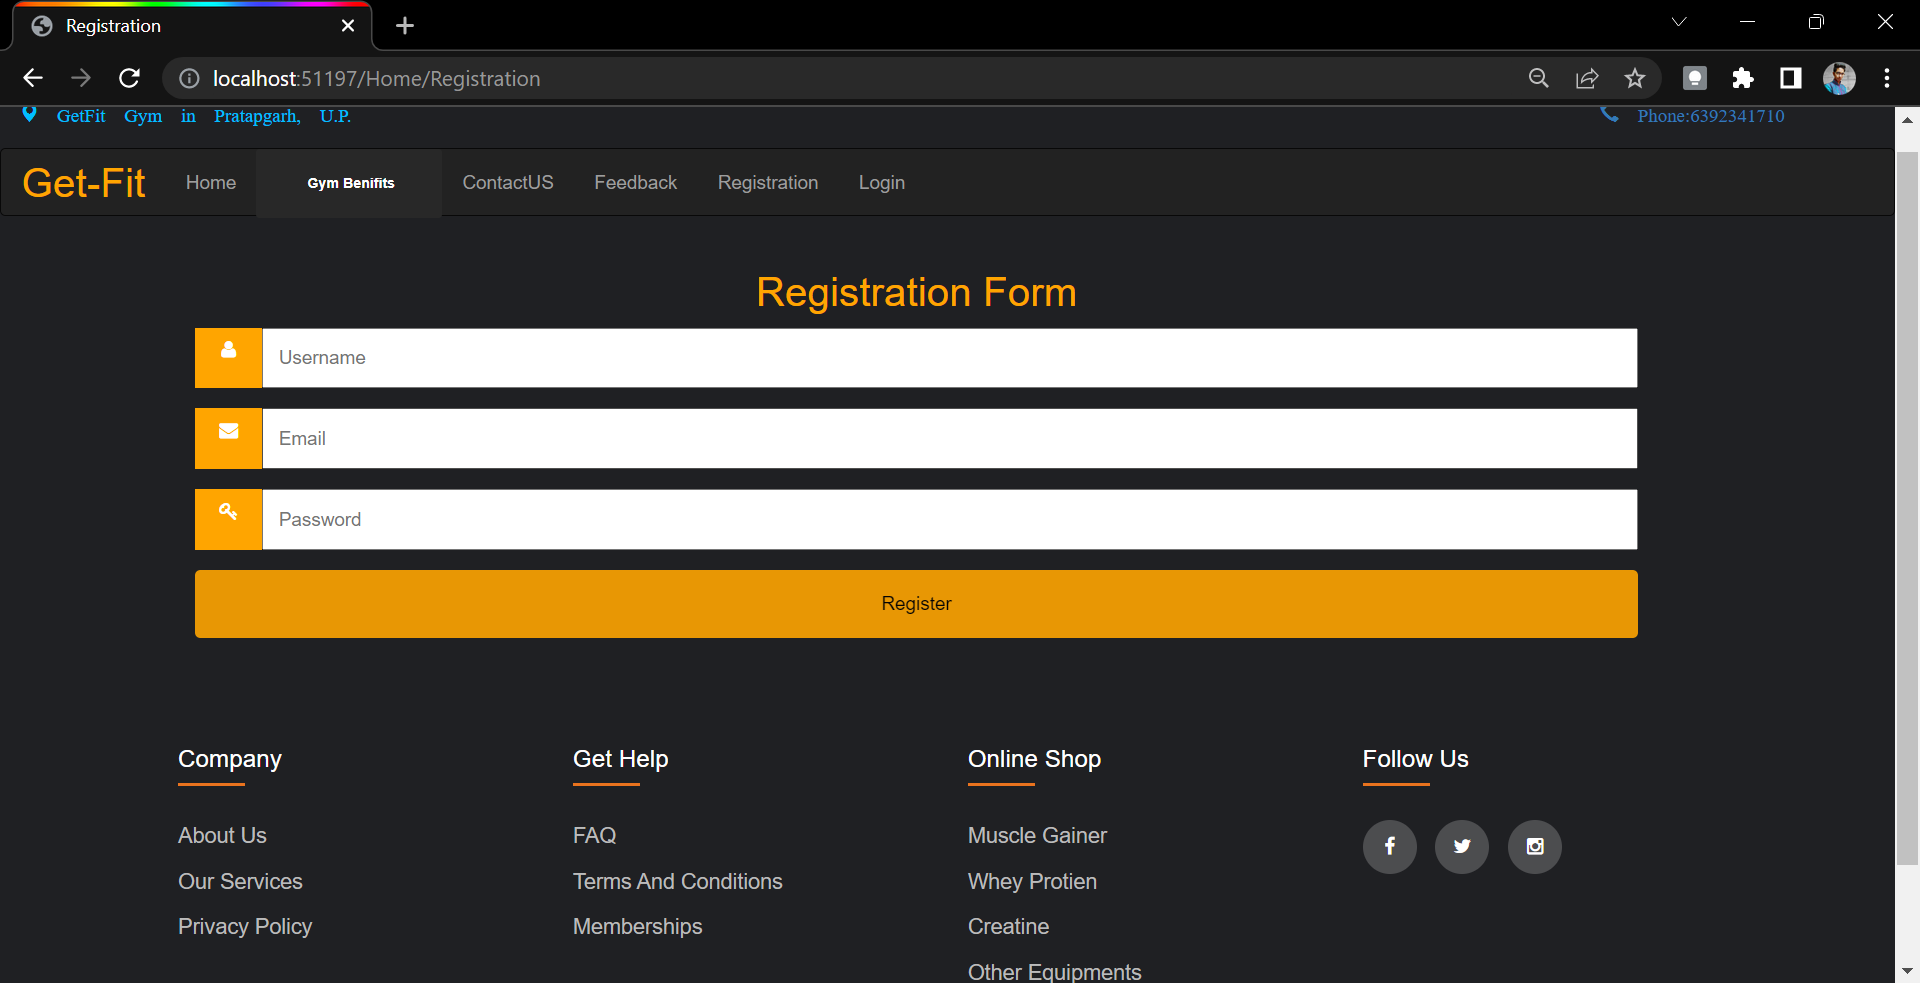 Registration
localhost:51197/Home/Registration
GetFit Gym in Pratapgarh, U.P.
Phone:6392341710
Get-Fit Home Gym Benifits ContactUS Feedback Registration Login
Registration Form
Username
Email
Password
Register
Company Get Help Online Shop Follow Us
About Us FAQ Muscle Gainer
Our Services Terms And Conditions Whey Protien
Privacy Policy Memberships Creatine
Other Equipments